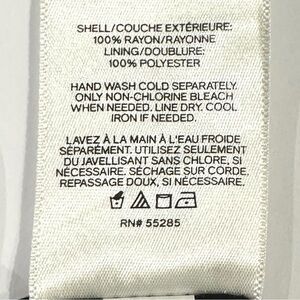 SHELL/COUCHE EXTÉRIEURE:
100% RAYON/RAYONNE
LINING/DOUBLURE:
100% POLYESTER
HAND WASH COLD SEPARATELY.
ONLY NON-CHLORINE BLEACH
WHEN NEEDED. LINE DRY. COOL
IRON IF NEEDED.
LAVEZ À LA MAIN À L'EAU FROIDE
SÉPARÉMENT. UTILISEZ SEULEMENT
DU JAVELLISANT SANS CHLORE, SI
NÉCESSAIRE. SÉCHAGE SUR CORDE.
REPASSAGE DOUX, SI NÉCESSAIRE.
RN# 55285